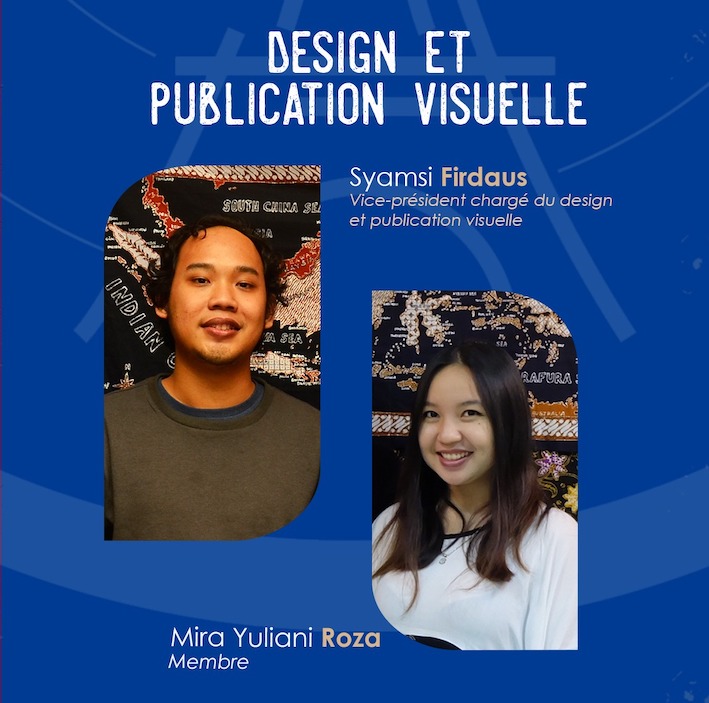 DESIGN ET
PUBLICATION VISUELLE
Syamsi Firdaus
Vice-président chargé du design
et publication visuelle
SOUTH CHINA SEA
INDIAN
ARAFURA S
Mira Yuliani Roza
Membre